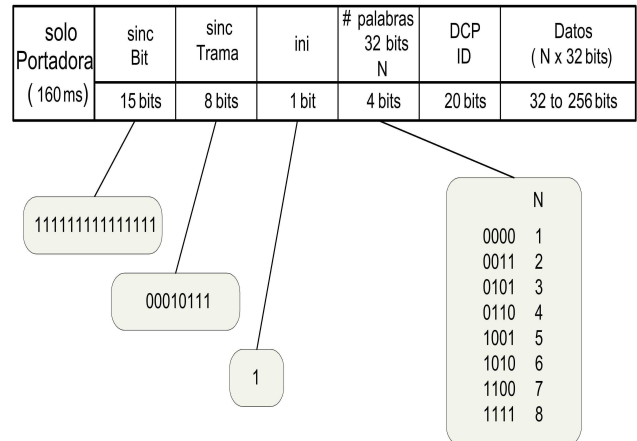 solo
Portadora
( 160 ms)
sinc
Bit
15 bits
sinc
Trama
8 bits
ini
1 bit
# palabras
32 bits
N
4 bits
DCP
ID
20 bits
Datos
( N x 32 bits)
32 to 256 bits
111111111111111
00010111
1
N
0000 1
0011 2
0101 3
0110 4
1001 5
1010 6
1100 7
1111 8